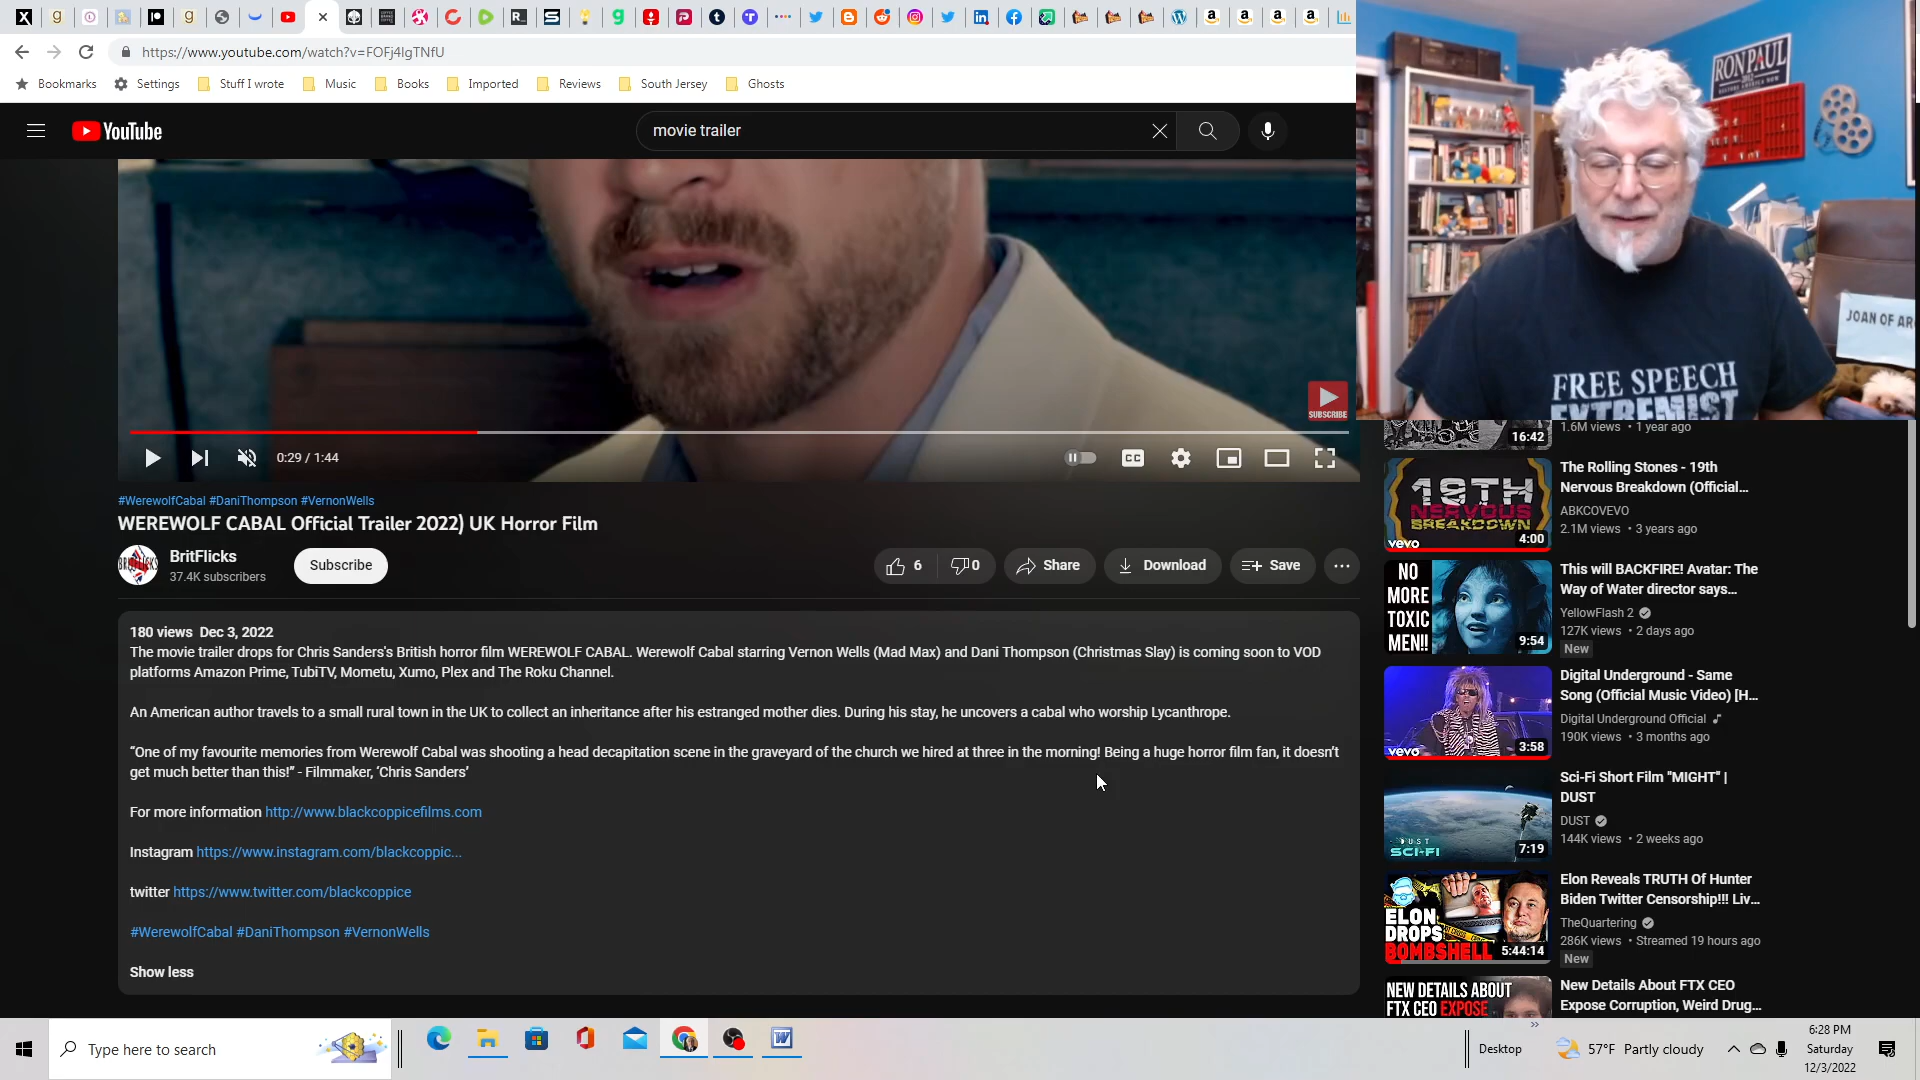 https://www.youtube.com/watch?v=FOFj4lgTNfU
Bookmarks Settings Stuff I wrote Music Books Imported Reviews South Jersey Ghosts
YouTube
movie trailer
RON PAUL
JOAN OF AR
FREE SPEECH
EXTREMIST
SUBSCRIBE
0:29 / 1:44
CC
#WerewolfCabal #DaniThompson #VernonWells
WEREWOLF CABAL Official Trailer 2022) UK Horror Film
BritFlicks
37.4K subscribers
Subscribe
6 0 Share Download Save
180 views Dec 3, 2022
The movie trailer drops for Chris Sanders's British horror film WEREWOLF CABAL. Werewolf Cabal starring Vernon Wells (Mad Max) and Dani Thompson (Christmas Slay) is coming soon to VOD
platforms Amazon Prime, TubiTV, Mometu, Xumo, Plex and The Roku Channel.
An American author travels to a small rural town in the UK to collect an inheritance after his estranged mother dies. During his stay, he uncovers a cabal who worship Lycanthrope.
“One of my favourite memories from Werewolf Cabal was shooting a head decapitation scene in the graveyard of the church we hired at three in the morning! Being a huge horror film fan, it doesn’t
get much better than this!” - Filmmaker, ‘Chris Sanders’
For more information http://www.blackcoppicefilms.com
Instagram https://www.instagram.com/blackcoppic...
twitter https://www.twitter.com/blackcoppice
#WerewolfCabal #DaniThompson #VernonWells
Show less
16:42
1.6M views • 1 year ago
19TH
NERVOUS
BREAKDOWN
vevo
4:00
The Rolling Stones - 19th
Nervous Breakdown (Official...
ABKCOVEVO
2.1M views • 3 years ago
NO
MORE
TOXIC
MEN!!
9:54
This will BACKFIRE! Avatar: The
Way of Water director says...
YellowFlash 2
127K views • 2 days ago
New
vevo
3:58
Digital Underground - Same
Song (Official Music Video) [H...
Digital Underground Official
190K views • 3 months ago
DUST
SCI-FI
7:19
Sci-Fi Short Film "MIGHT" |
DUST
DUST
144K views • 2 weeks ago
ELON
DROPS
BOMBSHELL
5:44:14
Elon Reveals TRUTH Of Hunter
Biden Twitter Censorship!!! Liv...
TheQuartering
286K views • Streamed 19 hours ago
New
NEW DETAILS ABOUT
FTX CEO EXPOSE
New Details About FTX CEO
Expose Corruption, Weird Drug...
Type here to search
Desktop
57°F Partly cloudy
6:28 PM
Saturday
12/3/2022